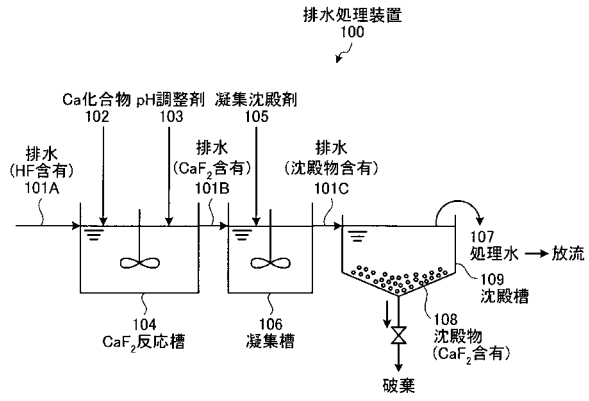 排水処理装置
100
Ca化合物
102
pH調整剤
103
凝集沈殿剤
105
排水
(HF含有)
101A
排水
(CaF₂含有)
101B
排水
(沈殿物含有)
101C
107
処理水
放流
109
沈殿槽
104
CaF₂反応槽
106
凝集槽
108
沈殿物
(CaF₂含有)
破棄